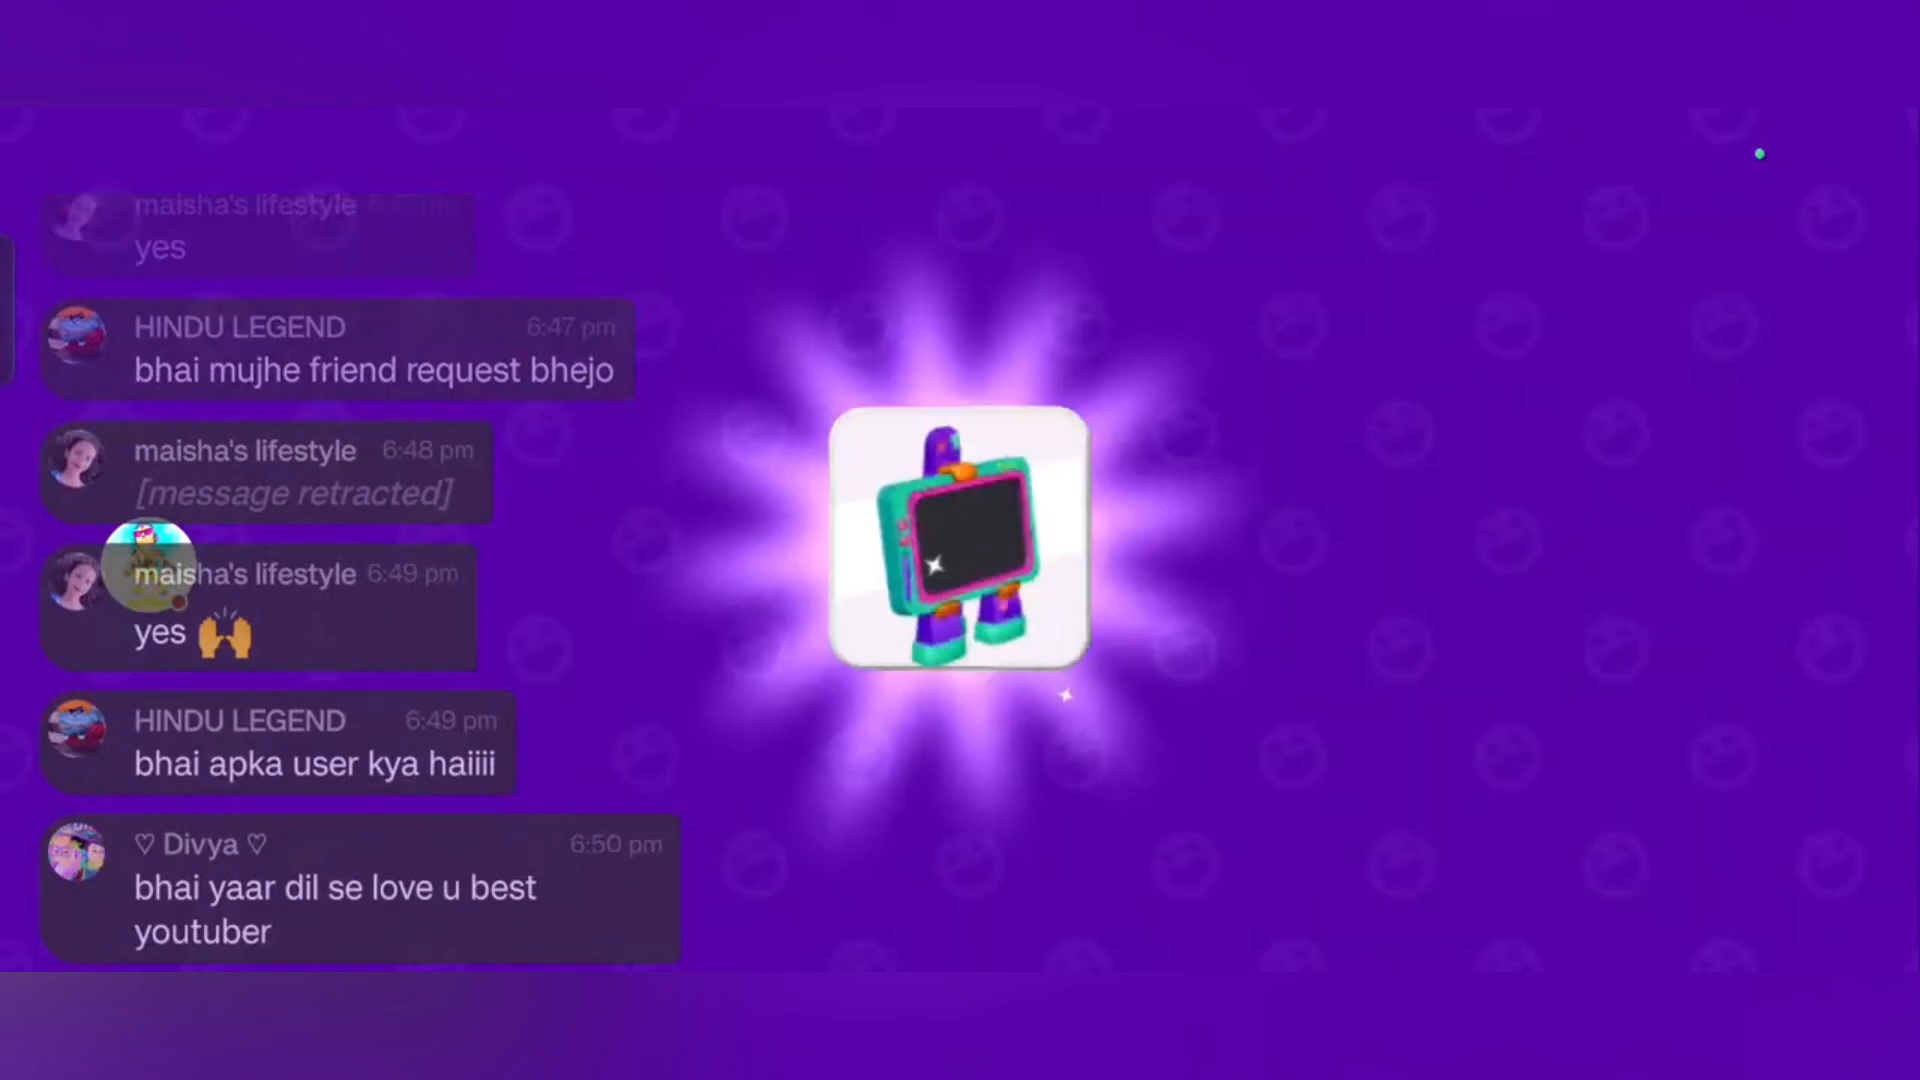 maisha's lifestyle
yes
HINDU LEGEND 6:47 pm
bhai mujhe friend request bhejo
maisha's lifestyle 6:48 pm
[message retracted]
maisha's lifestyle 6:49 pm
yes 🙌
HINDU LEGEND 6:49 pm
bhai apka user kya haiiii
♡ Divya ♡ 6:50 pm
bhai yaar dil se love u best
youtuber